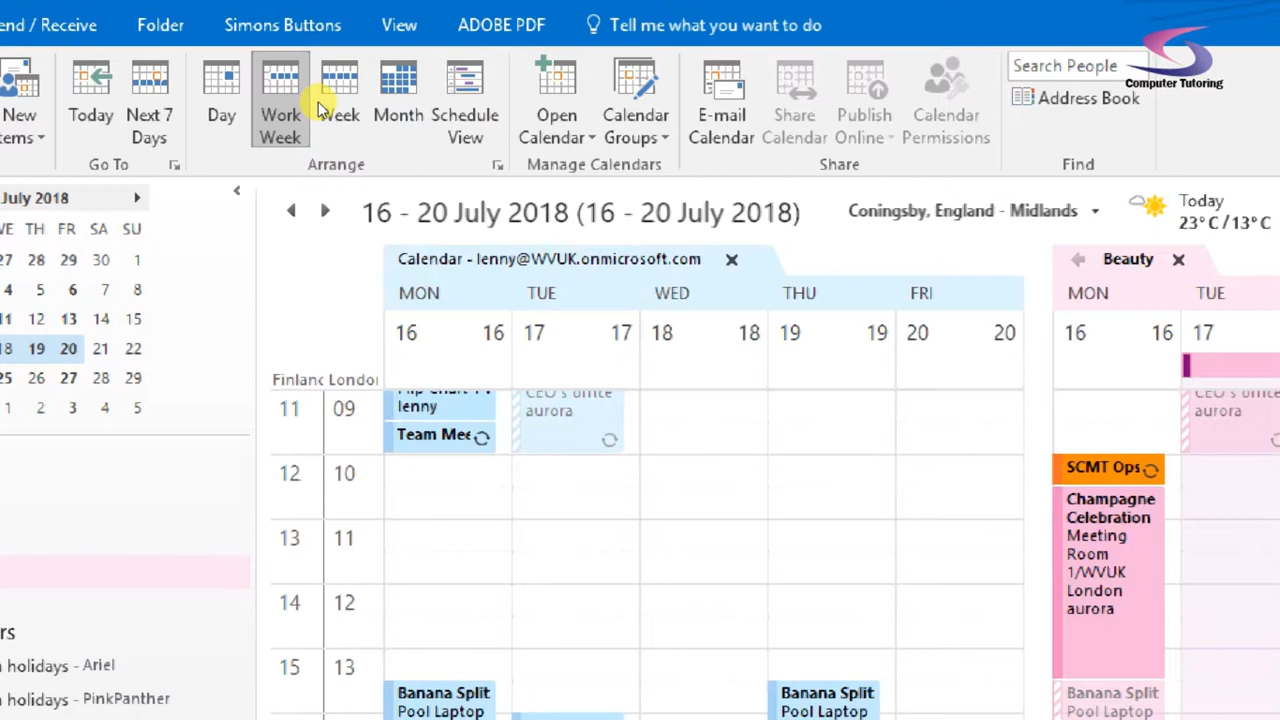 end / Receive Folder Simons Buttons View ADOBE PDF Tell me what you want to do
New
tems
Today
Next 7
Days
Go To
Day
Work
Week
Week
Month
Schedule
View
Arrange
Open
Calendar
Calendar
Groups
Manage Calendars
E-mail
Calendar
Share
Calendar
Publish
Online
Calendar
Permissions
Share
Search People
Address Book
Find
Computer Tutoring
July 2018
WE TH FR SA SU
27 28 29 30 1
4 5 6 7 8
11 12 13 14 15
18 19 20 21 22
25 26 27 28 29
1 2 3 4 5
rs
n holidays - Ariel
n holidays - PinkPanther
16 - 20 July 2018 (16 - 20 July 2018)
Coningsby, England - Midlands
Today
23°C/13°C
Calendar - lenny@WVUK.onmicrosoft.com
MON TUE WED THU FRI
16 16 17 17 18 18 19 19 20 20
Finland London
11 09
12 10
13 11
14 12
15 13
lenny
Team Mee
CEO's office
aurora
Banana Split
Pool Laptop
Banana Split
Pool Laptop
Beauty
MON TUE
16 16 17
CEO's office
aurora
SCMT Ops
Champagne
Celebration
Meeting
Room
1/WVUK
London
aurora
Banana Split
Pool Laptop